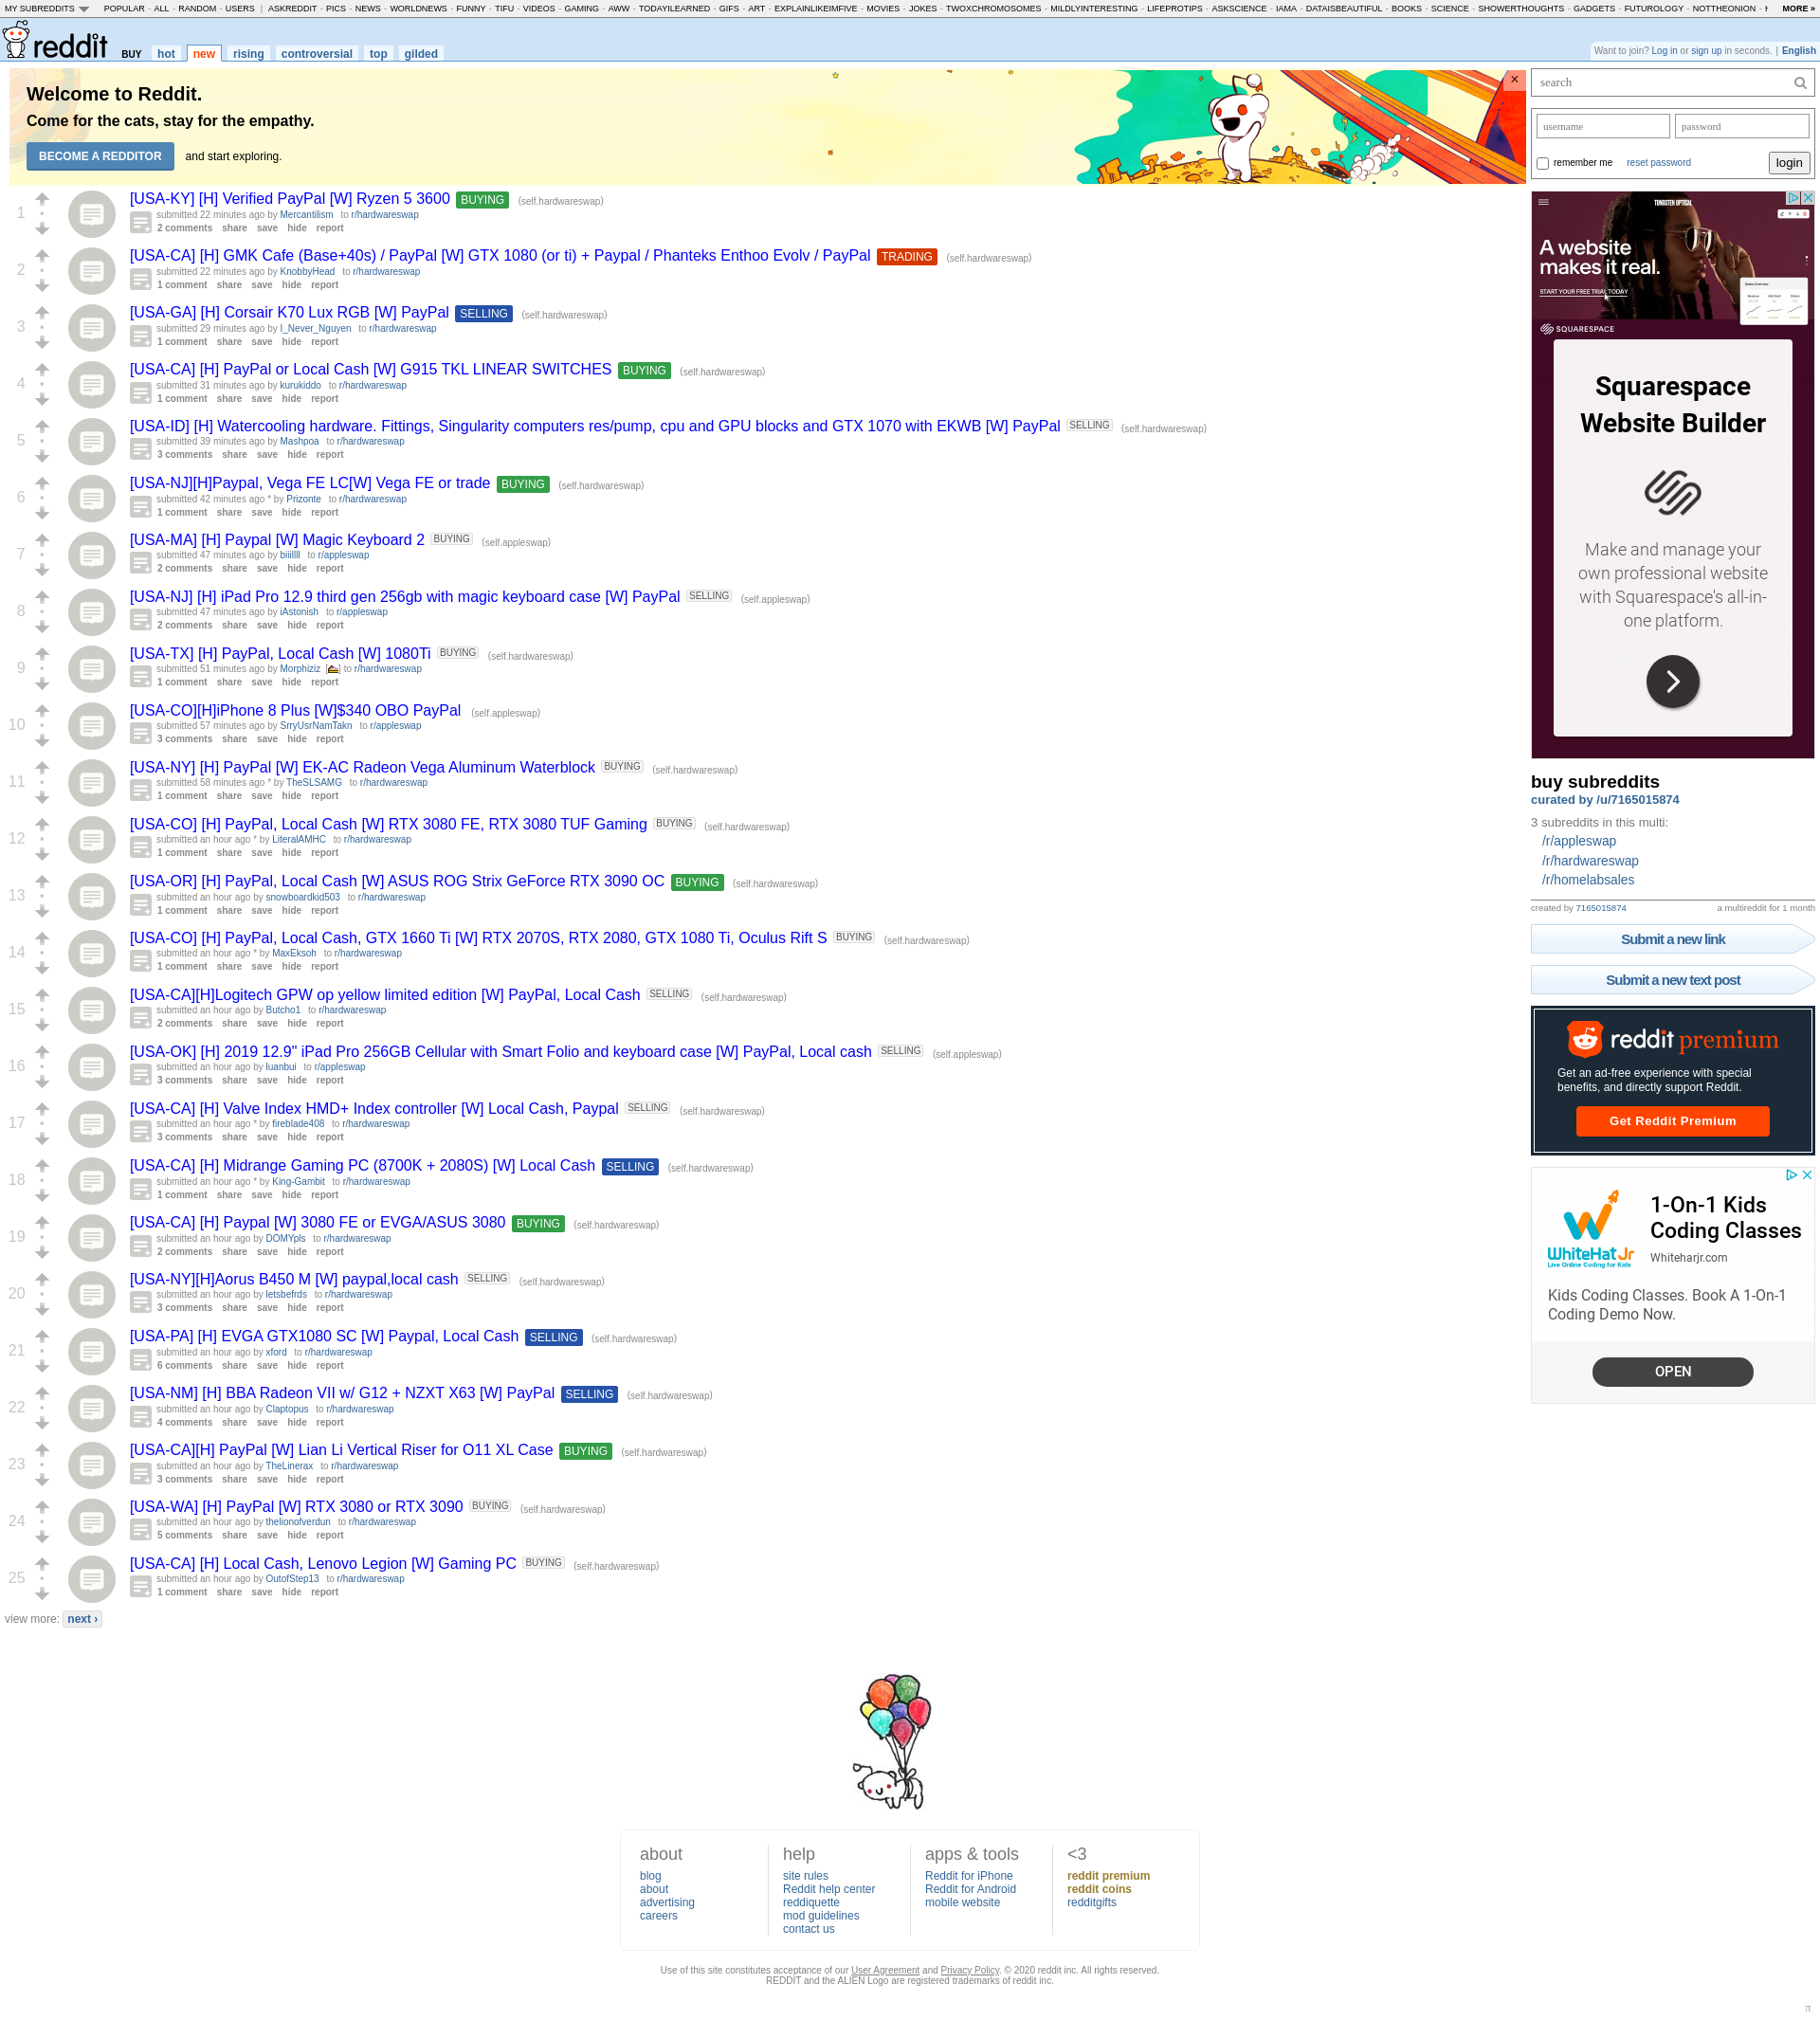 MY SUBREDDITS POPULAR - ALL - RANDOM - USERS | ASKREDDIT - PICS - NEWS - WORLDNEWS - FUNNY - TIFU - VIDEOS - GAMING - AWW - TODAYILEARNED - GIFS - ART - EXPLAINLIKEIMFIVE - MOVIES - JOKES - TWOXCHROMOSOMES - MILDLYINTERESTING - LIFEPROTIPS - ASKSCIENCE - IAMA - DATAISBEAUTIFUL - BOOKS - SCIENCE - SHOWERTHOUGHTS - GADGETS - FUTUROLOGY - NOTTHEONION - MORE »
reddit BUY hot new rising controversial top gilded
Want to join? Log in or sign up in seconds. | English
Welcome to Reddit.
Come for the cats, stay for the empathy.
BECOME A REDDITOR and start exploring.
×
1
[USA-KY] [H] Verified PayPal [W] Ryzen 5 3600 BUYING (self.hardwareswap)
submitted 22 minutes ago by Mercantilism to r/hardwareswap
2 comments share save hide report
2
[USA-CA] [H] GMK Cafe (Base+40s) / PayPal [W] GTX 1080 (or ti) + Paypal / Phanteks Enthoo Evolv / PayPal TRADING (self.hardwareswap)
submitted 22 minutes ago by KnobbyHead to r/hardwareswap
1 comment share save hide report
3
[USA-GA] [H] Corsair K70 Lux RGB [W] PayPal SELLING (self.hardwareswap)
submitted 29 minutes ago by I_Never_Nguyen to r/hardwareswap
1 comment share save hide report
4
[USA-CA] [H] PayPal or Local Cash [W] G915 TKL LINEAR SWITCHES BUYING (self.hardwareswap)
submitted 31 minutes ago by kurukiddo to r/hardwareswap
1 comment share save hide report
5
[USA-ID] [H] Watercooling hardware. Fittings, Singularity computers res/pump, cpu and GPU blocks and GTX 1070 with EKWB [W] PayPal SELLING (self.hardwareswap)
submitted 39 minutes ago by Mashpoa to r/hardwareswap
3 comments share save hide report
6
[USA-NJ][H]Paypal, Vega FE LC[W] Vega FE or trade BUYING (self.hardwareswap)
submitted 42 minutes ago * by Prizonte to r/hardwareswap
1 comment share save hide report
7
[USA-MA] [H] Paypal [W] Magic Keyboard 2 BUYING (self.appleswap)
submitted 47 minutes ago by to r/appleswap
2 comments share save hide report
8
[USA-NJ] [H] iPad Pro 12.9 third gen 256gb with magic keyboard case [W] PayPal SELLING (self.appleswap)
submitted 47 minutes ago by iAstonish to r/appleswap
2 comments share save hide report
9
[USA-TX] [H] PayPal, Local Cash [W] 1080Ti BUYING (self.hardwareswap)
submitted 51 minutes ago by Morphiziz [] to r/hardwareswap
1 comment share save hide report
10
[USA-CO][H]iPhone 8 Plus [W]$340 OBO PayPal (self.appleswap)
submitted 57 minutes ago by SrryUsrNamTakn to r/appleswap
3 comments share save hide report
11
[USA-NY] [H] PayPal [W] EK-AC Radeon Vega Aluminum Waterblock BUYING (self.hardwareswap)
submitted 58 minutes ago * by TheSLSAMG to r/hardwareswap
1 comment share save hide report
12
[USA-CO] [H] PayPal, Local Cash [W] RTX 3080 FE, RTX 3080 TUF Gaming BUYING (self.hardwareswap)
submitted an hour ago * by LiteralAMHC to r/hardwareswap
1 comment share save hide report
13
[USA-OR] [H] PayPal, Local Cash [W] ASUS ROG Strix GeForce RTX 3090 OC BUYING (self.hardwareswap)
submitted an hour ago by snowboardkid503 to r/hardwareswap
1 comment share save hide report
14
[USA-CO] [H] PayPal, Local Cash, GTX 1660 Ti [W] RTX 2070S, RTX 2080, GTX 1080 Ti, Oculus Rift S BUYING (self.hardwareswap)
submitted an hour ago * by MaxEksoh to r/hardwareswap
1 comment share save hide report
15
[USA-CA][H]Logitech GPW op yellow limited edition [W] PayPal, Local Cash SELLING (self.hardwareswap)
submitted an hour ago by Butcho1 to r/hardwareswap
2 comments share save hide report
16
[USA-OK] [H] 2019 12.9" iPad Pro 256GB Cellular with Smart Folio and keyboard case [W] PayPal, Local cash SELLING (self.appleswap)
submitted an hour ago by luanbui to r/appleswap
3 comments share save hide report
17
[USA-CA] [H] Valve Index HMD+ Index controller [W] Local Cash, Paypal SELLING (self.hardwareswap)
submitted an hour ago * by fireblade408 to r/hardwareswap
3 comments share save hide report
18
[USA-CA] [H] Midrange Gaming PC (8700K + 2080S) [W] Local Cash SELLING (self.hardwareswap)
submitted an hour ago * by King-Gambit to r/hardwareswap
1 comment share save hide report
19
[USA-CA] [H] Paypal [W] 3080 FE or EVGA/ASUS 3080 BUYING (self.hardwareswap)
submitted an hour ago by DOMYpls to r/hardwareswap
2 comments share save hide report
20
[USA-NY][H]Aorus B450 M [W] paypal,local cash SELLING (self.hardwareswap)
submitted an hour ago by letsbefrds to r/hardwareswap
3 comments share save hide report
21
[USA-PA] [H] EVGA GTX1080 SC [W] Paypal, Local Cash SELLING (self.hardwareswap)
submitted an hour ago by xford to r/hardwareswap
6 comments share save hide report
22
[USA-NM] [H] BBA Radeon VII w/ G12 + NZXT X63 [W] PayPal SELLING (self.hardwareswap)
submitted an hour ago by Claptopus to r/hardwareswap
4 comments share save hide report
23
[USA-CA][H] PayPal [W] Lian Li Vertical Riser for O11 XL Case BUYING (self.hardwareswap)
submitted an hour ago by TheLinerax to r/hardwareswap
3 comments share save hide report
24
[USA-WA] [H] PayPal [W] RTX 3080 or RTX 3090 BUYING (self.hardwareswap)
submitted an hour ago by thelionofverdun to r/hardwareswap
5 comments share save hide report
25
[USA-CA] [H] Local Cash, Lenovo Legion [W] Gaming PC BUYING (self.hardwareswap)
submitted an hour ago by OutofStep13 to r/hardwareswap
1 comment share save hide report
view more: next ›
search
username password
remember me reset password login
TUNGSTEN OPTICAL
A website
makes it real.
START YOUR FREE TRIAL TODAY
SQUARESPACE
Squarespace
Website Builder
Make and manage your
own professional website
with Squarespace's all-in-
one platform.
buy subreddits
curated by /u/7165015874
3 subreddits in this multi:
/r/appleswap
/r/hardwareswap
/r/homelabsales
created by 7165015874 a multireddit for 1 month
Submit a new link
Submit a new text post
reddit premium
Get an ad-free experience with special
benefits, and directly support Reddit.
Get Reddit Premium
WhiteHat Jr
Live Online Coding for Kids
1-On-1 Kids
Coding Classes
Whiteharjr.com
Kids Coding Classes. Book A 1-On-1
Coding Demo Now.
OPEN
about
blog
about
advertising
careers
help
site rules
Reddit help center
reddiquette
mod guidelines
contact us
apps & tools
Reddit for iPhone
Reddit for Android
mobile website
<3
reddit premium
reddit coins
redditgifts
Use of this site constitutes acceptance of our User Agreement and Privacy Policy. © 2020 reddit inc. All rights reserved.
REDDIT and the ALIEN Logo are registered trademarks of reddit inc.
π